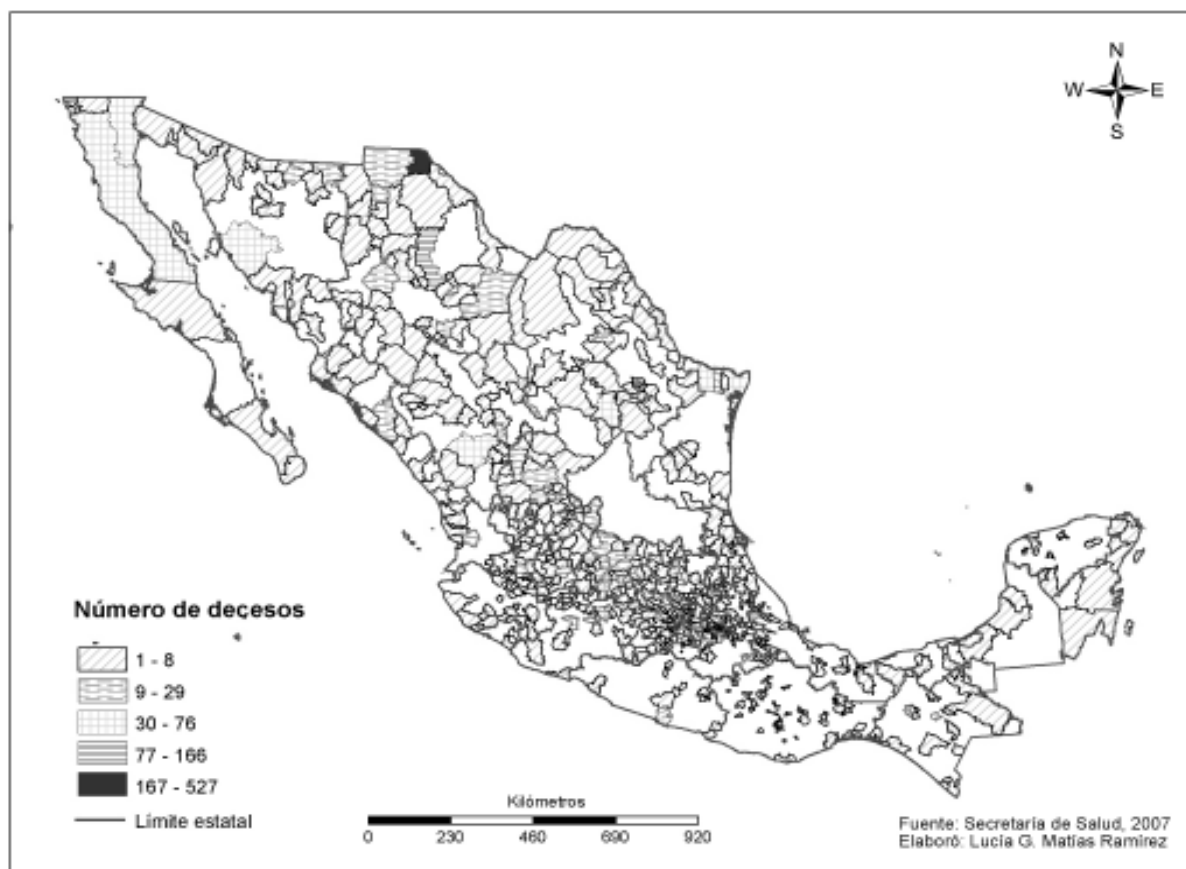 N
W E
S
Número de decesos
1 - 8
9 - 29
30 - 76
77 - 166
167 - 527
Límite estatal
Kilómetros
0 230 460 690 920
Fuente: Secretaría de Salud, 2007
Elaboró: Lucía G. Matías Ramírez